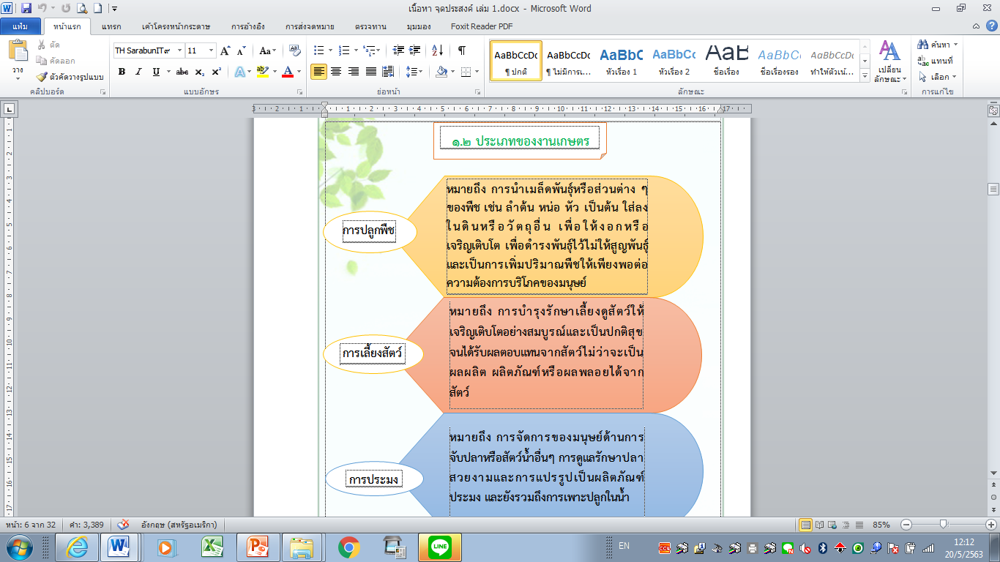 เนื้อหา จุดประสงค์ เล่ม 1.docx - Microsoft Word
แฟ้ม หน้าแรก แทรก เค้าโครงหน้ากระดาษ การอ้างอิง การส่งจดหมาย ตรวจทาน มุมมอง Foxit Reader PDF
วาง
ตัด
คัดลอก
ตัวคัดวางรูปแบบ
คลิปบอร์ด
TH SarabunIT๙ 11
แบบอักษร
ย่อหน้า
AaBbCcDc AaBbCcDc AaBbC AaBbCc AaB AaBbCc AaBbCcDc
¶ ปกติ ¶ ไม่มีการเ... หัวเรื่อง 1 หัวเรื่อง 2 ชื่อเรื่อง ชื่อเรื่องรอง ทำให้ตัวเน้...
ลักษณะ
เปลี่ยน
ลักษณะ
ค้นหา
แทนที่
เลือก
การแก้ไข
๑.๒ ประเภทของงานเกษตร
การปลูกพืช
หมายถึง การนำเมล็ดพันธุ์หรือส่วนต่าง ๆ
ของพืช เช่น ลำต้น หน่อ หัว เป็นต้น ใส่ลง
ในดินหรือวัตถุอื่น เพื่อให้งอกหรือ
เจริญเติบโต เพื่อดำรงพันธุ์ไว้ไม่ให้สูญพันธุ์
และเป็นการเพิ่มปริมาณพืชให้เพียงพอต่อ
ความต้องการบริโภคของมนุษย์
การเลี้ยงสัตว์
หมายถึง การบำรุงรักษาเลี้ยงดูสัตว์ให้
เจริญเติบโตอย่างสมบูรณ์และเป็นปกติสุข
จนได้รับผลตอบแทนจากสัตว์ไม่ว่าจะเป็น
ผลผลิต ผลิตภัณฑ์หรือผลพลอยได้จาก
สัตว์
การประมง
หมายถึง การจัดการของมนุษย์ด้านการ
จับปลาหรือสัตว์น้ำอื่นๆ การดูแลรักษาปลา
สวยงามและการแปรรูปเป็นผลิตภัณฑ์
ประมง และยังรวมถึงการเพาะปลูกในน้ำ
หน้า: 6 จาก 32 คำ: 3,389 อังกฤษ (สหรัฐอเมริกา) 85%
LINE
EN
12:12
20/5/2563